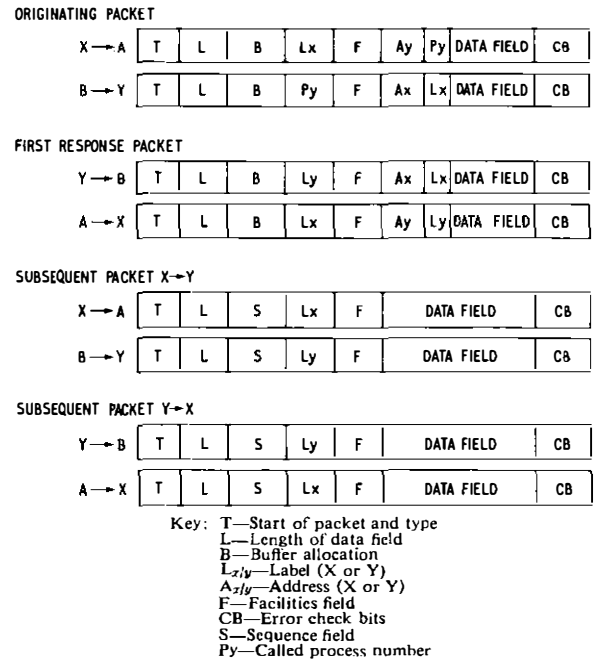 ORIGINATING PACKET
X→A T L B Lx F Ay Py DATA FIELD CB
B→Y T L B Py F Ax Lx DATA FIELD CB
FIRST RESPONSE PACKET
Y→B T L B Ly F Ax Lx DATA FIELD CB
A→X T L B Lx F Ay Ly DATA FIELD CB
SUBSEQUENT PACKET X→Y
X→A T L S Lx F DATA FIELD CB
B→Y T L S Ly F DATA FIELD CB
SUBSEQUENT PACKET Y→X
Y→B T L S Ly F DATA FIELD CB
A→X T L S Lx F DATA FIELD CB
Key: T—Start of packet and type
L—Length of data field
B—Buffer allocation
Lx/y—Label (X or Y)
Ax/y—Address (X or Y)
F—Facilities field
CB—Error check bits
S—Sequence field
Py—Called process number